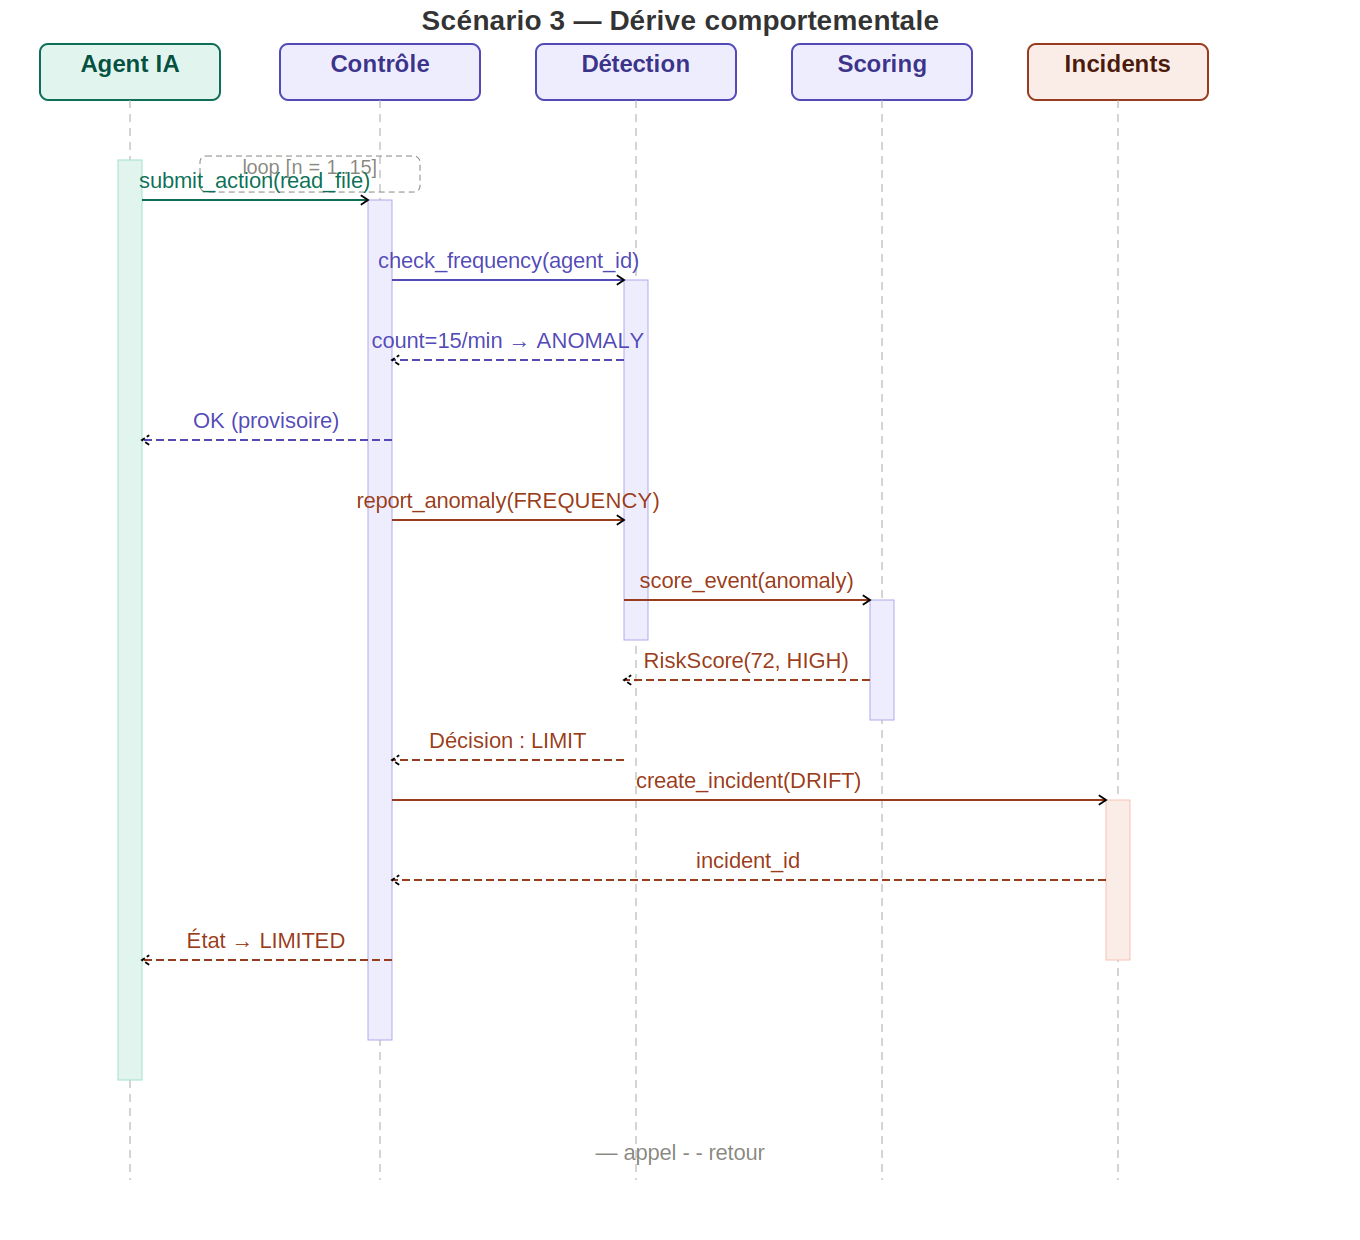 Scénario 3 — Dérive comportementale
Agent IA
Contrôle
Détection
Scoring
Incidents
loop [n = 1..15]
submit_action(read_file)
check_frequency(agent_id)
count=15/min → ANOMALY
OK (provisoire)
report_anomaly(FREQUENCY)
score_event(anomaly)
RiskScore(72, HIGH)
Décision : LIMIT
create_incident(DRIFT)
incident_id
État → LIMITED
— appel - - retour